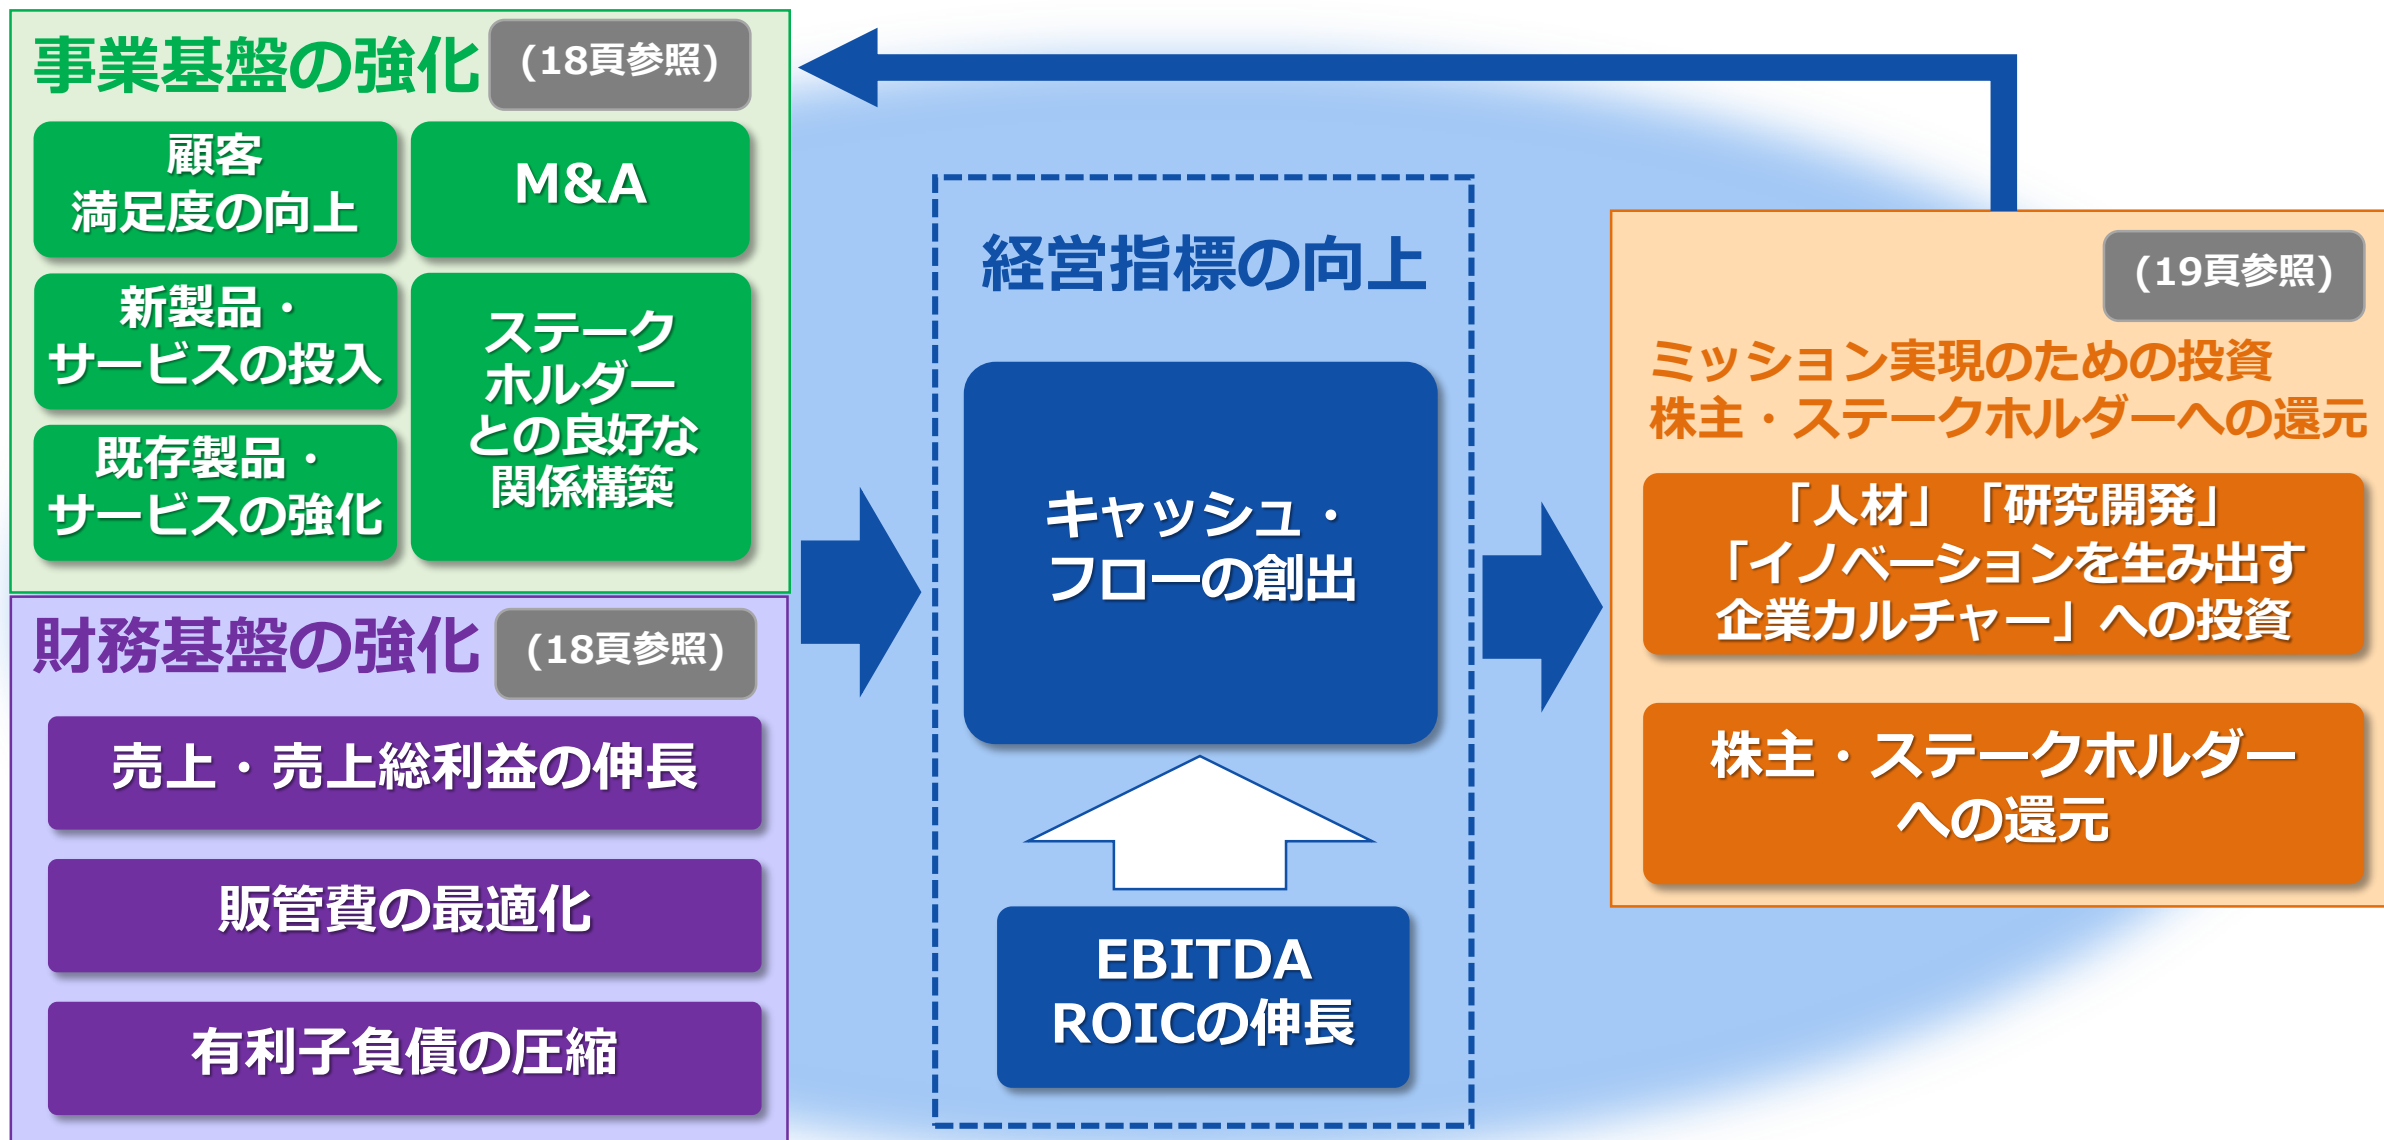 事業基盤の強化
(18頁参照)
顧客
満足度の向上
M&A
新製品・
サービスの投入
ステーク
ホルダー
との良好な
関係構築
既存製品・
サービスの強化
財務基盤の強化
(18頁参照)
売上・売上総利益の伸長
販管費の最適化
有利子負債の圧縮
経営指標の向上
キャッシュ・
フローの創出
EBITDA
ROICの伸長
(19頁参照)
ミッション実現のための投資
株主・ステークホルダーへの還元
「人材」「研究開発」
「イノベーションを生み出す
企業カルチャー」への投資
株主・ステークホルダー
への還元